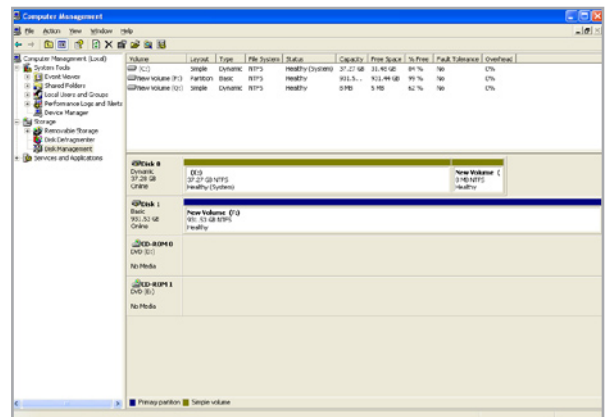 Computer Management
File Action View Window Help
Computer Management (Local)
System Tools
Event Viewer
Shared Folders
Local Users and Groups
Performance Logs and Alerts
Device Manager
Storage
Removable Storage
Disk Defragmenter
Disk Management
Services and Applications
Volume Layout Type File System Status Capacity Free Space % Free Fault Tolerance Overhead
(C:) Simple Dynamic NTFS Healthy (System) 37.27 GB 31.48 GB 84 % No 0%
New Volume (F:) Partition Basic NTFS Healthy 931.5... 931.44 GB 99 % No 0%
New Volume Simple Dynamic NTFS Healthy 8 MB 5 MB 62 % No 0%
Disk 0
Dynamic
37.28 GB
Online
(C:)
37.27 GB NTFS
Healthy (System)
New Volume (
8 MB NTFS
Healthy
Disk 1
Basic
931.52 GB
Online
New Volume (F:)
NTFS
Healthy
CD-ROM 0
DVD
No Media
CD-ROM 1
DVD (E:)
No Media
Primary partition Simple volume